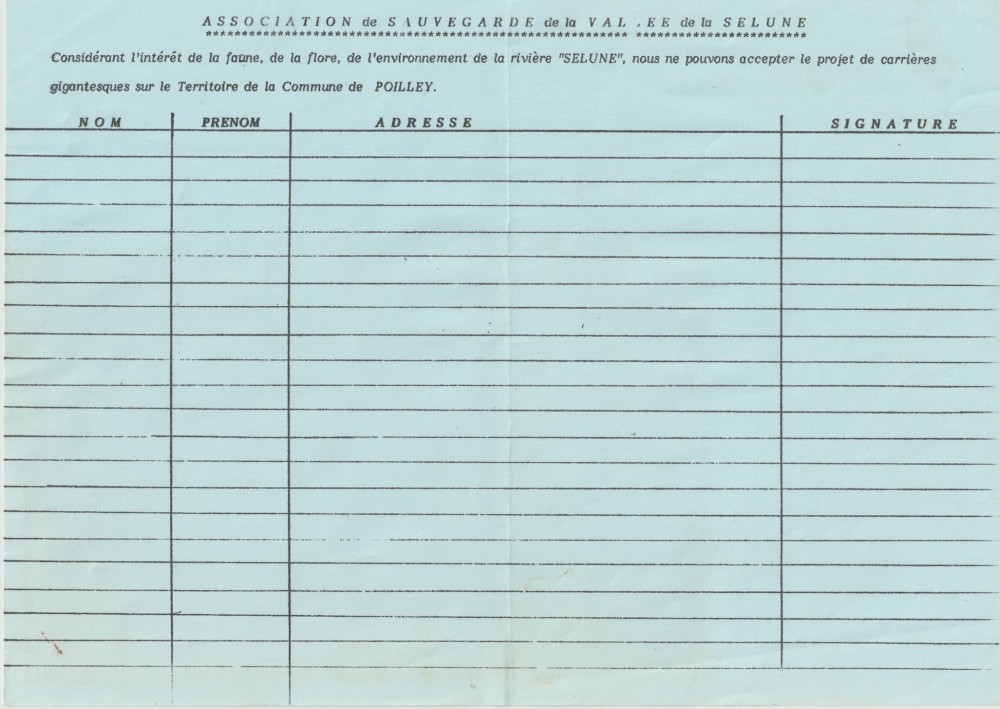 ASSOCIATION de SAUVEGARDE de la VALLEE de la SELUNE
************************************************************ ************************
Considérant l'intérêt de la faune, de la flore, de l'environnement de la rivière "SELUNE", nous ne pouvons accepter le projet de carrières
gigantesques sur le Territoire de la Commune de POILLEY.
NOM PRENOM ADRESSE SIGNATURE